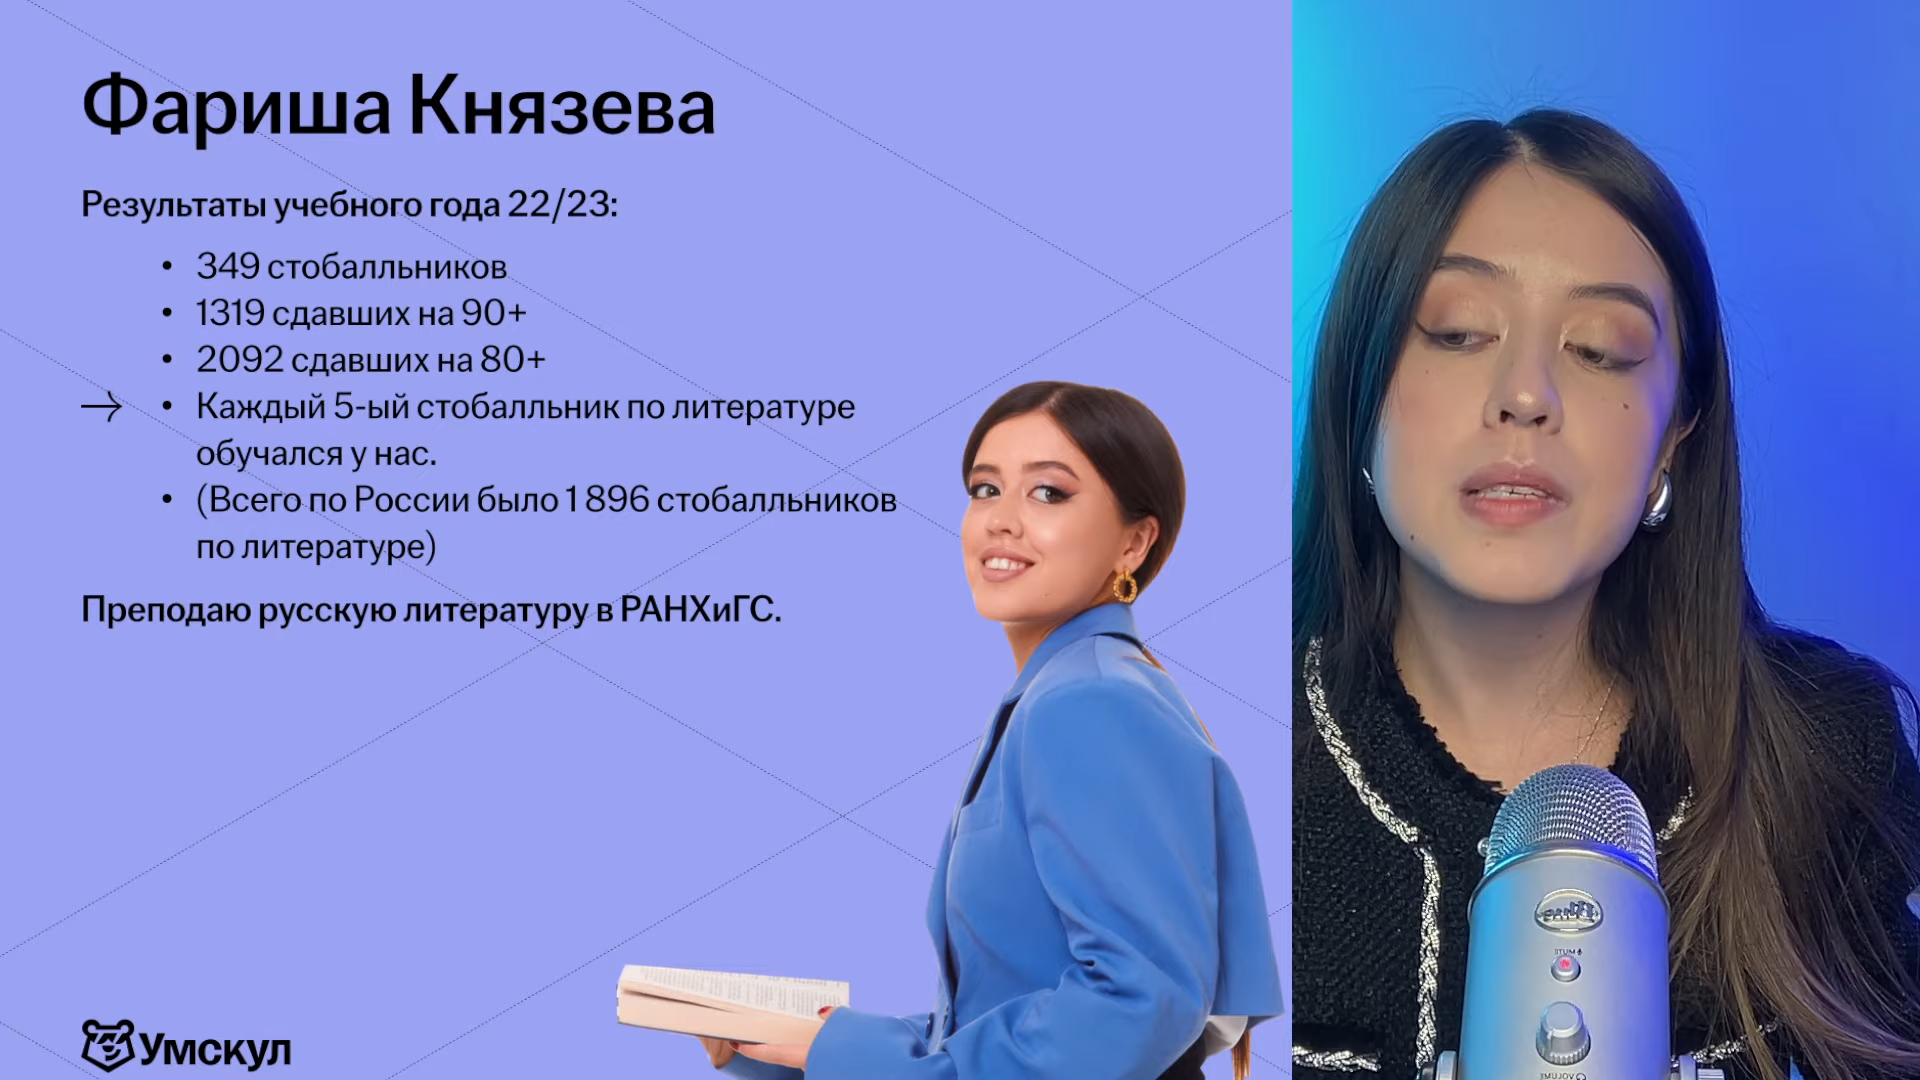 Фариша Князева
Результаты учебного года 22/23:
• 349 стобалльников
• 1319 сдавших на 90+
• 2092 сдавших на 80+
→ • Каждый 5-ый стобалльник по литературе
обучался у нас.
• (Всего по России было 1 896 стобалльников
по литературе)
Преподаю русскую литературу в РАНХиГС.
Умскул
MUTE
VOLUME